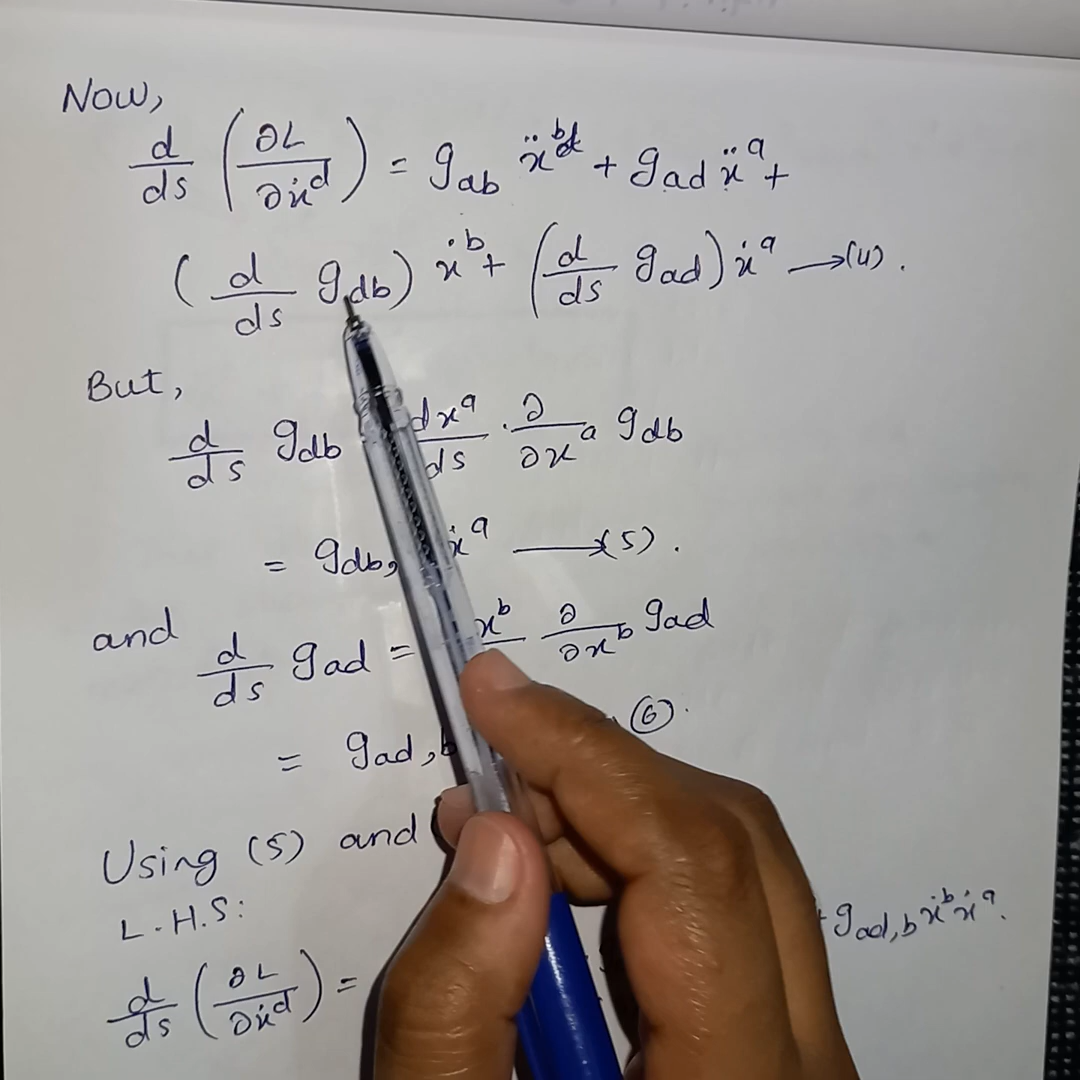 Now,
d/ds (∂L/∂ẋ^d) = g_ab ẍ^b + g_ad ẍ^a +
(d/ds g_db) ẋ^b + (d/ds g_ad) ẋ^a → (4).
But,
d/ds g_db dx^a/ds · ∂/∂x^a g_db
= g_db, ẋ^a → (5).
and d/ds g_ad = x^b ∂/∂x^b g_ad
= g_ad,b (6).
Using (5) and
L.H.S:
+ g_ad,b ẋ^b ẋ^a.
d/ds (∂L/∂ẋ^d) =